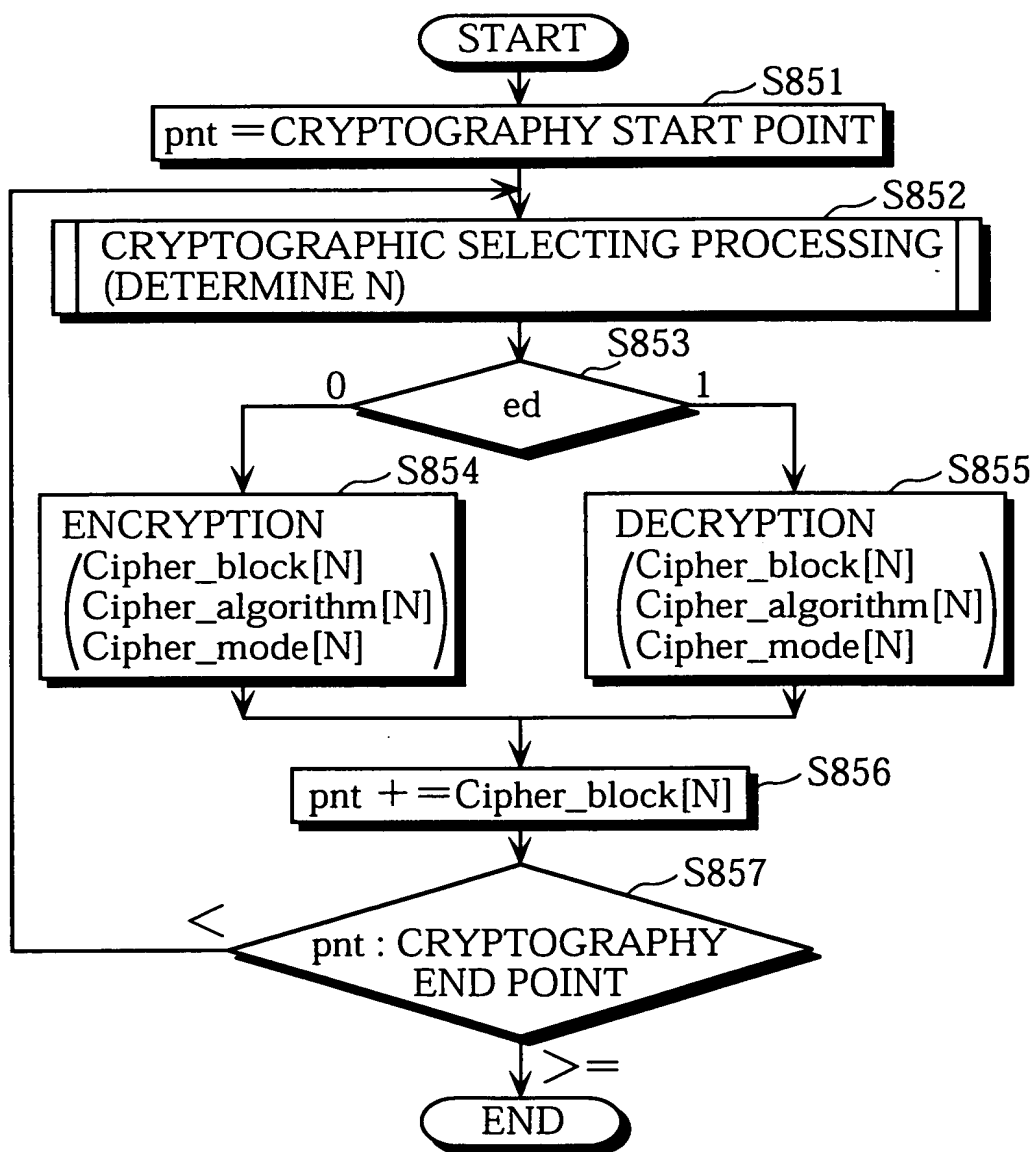 START
S851
pnt =CRYPTOGRAPHY START POINT
S852
CRYPTOGRAPHIC SELECTING PROCESSING
(DETERMINE N)
S853
0
ed
1
S854
ENCRYPTION
(Cipher_block[N]
Cipher_algorithm[N]
Cipher_mode[N])
S855
DECRYPTION
(Cipher_block[N]
Cipher_algorithm[N]
Cipher_mode[N])
S856
pnt +=Cipher_block[N]
S857
<
pnt : CRYPTOGRAPHY
END POINT
>=
END